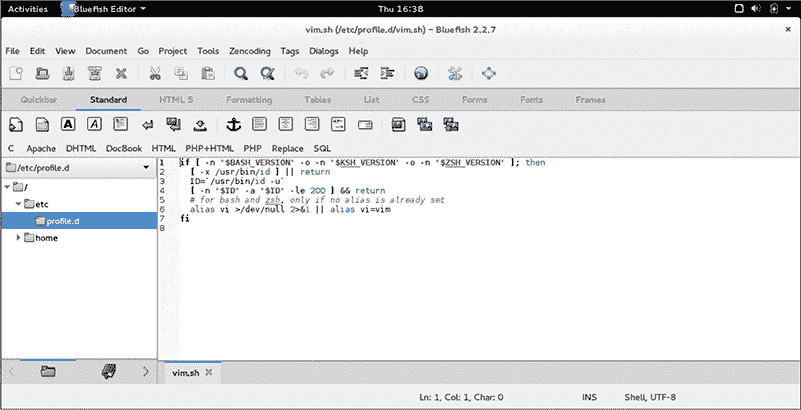 Activities Bluefish Editor Thu 16:38
vim.sh (/etc/profile.d/vim.sh) – Bluefish 2.2.7
File Edit View Document Go Project Tools Zencoding Tags Dialogs Help
Quickbar Standard HTML 5 Formatting Tables List CSS Forms Fonts Frames
C Apache DHTML DocBook HTML PHP+HTML PHP Replace SQL
/etc/profile.d
/
etc
profile.d
home
1 if [ -n "$BASH_VERSION" -o -n "$KSH_VERSION" -o -n "$ZSH_VERSION" ]; then
2 [ -x /usr/bin/id ] || return
3 ID=`/usr/bin/id -u`
4 [ -n "$ID" -a "$ID" -le 200 ] && return
5 # for bash and zsh, only if no alias is already set
6 alias vi >/dev/null 2>&1 || alias vi=vim
7 fi
8
vim.sh
Ln: 1, Col: 1, Char: 0 INS Shell, UTF-8